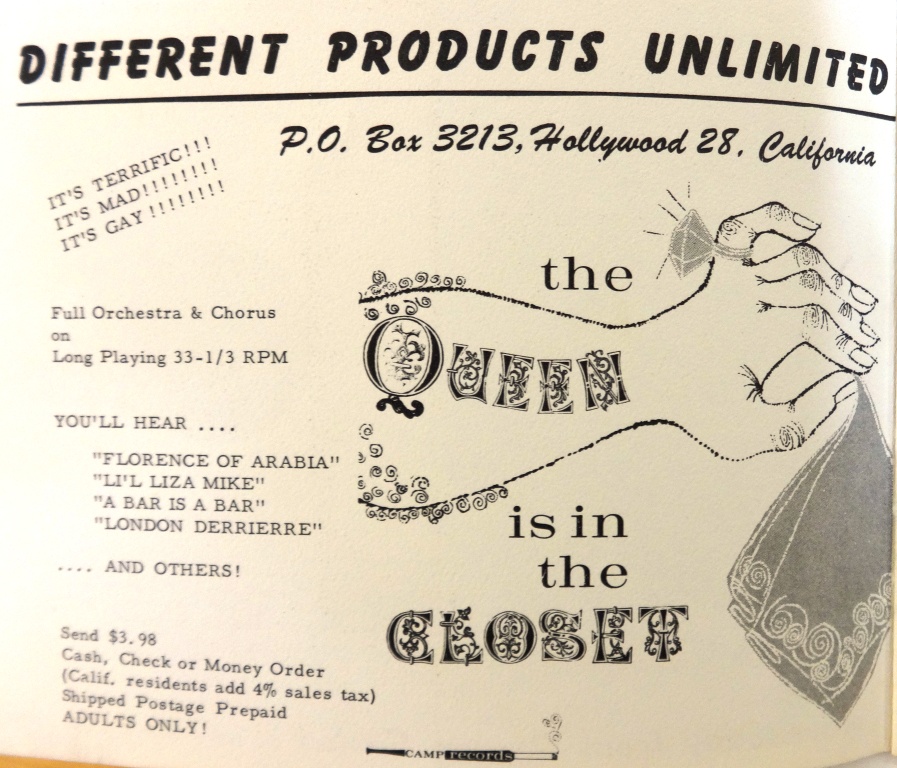 DIFFERENT PRODUCTS UNLIMITED
P.O. Box 3213, Hollywood 28, California
IT'S TERRIFIC!!!
IT'S MAD!!!!!!!!
IT'S GAY!!!!!!!!
Full Orchestra & Chorus
on
Long Playing 33-1/3 RPM
YOU'LL HEAR ....
"FLORENCE OF ARABIA"
"LI'L LIZA MIKE"
"A BAR IS A BAR"
"LONDON DERRIERRE"
.... AND OTHERS!
Send $3.98
Cash, Check or Money Order
(Calif. residents add 4% sales tax)
Shipped Postage Prepaid
ADULTS ONLY!
the
QUEEN
is in
the
CLOSET
CAMP records